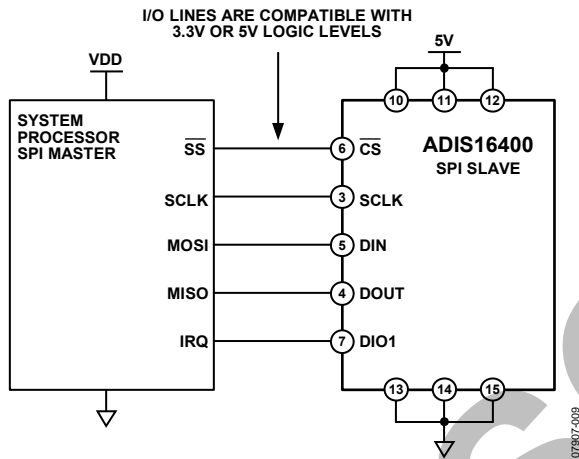 I/O LINES ARE COMPATIBLE WITH
3.3V OR 5V LOGIC LEVELS
VDD
5V
10
11
12
SYSTEM
PROCESSOR
SPI MASTER
ADIS16400
SPI SLAVE
SS
6
CS
SCLK
3
SCLK
MOSI
5
DIN
MISO
4
DOUT
IRQ
7
DIO1
13
14
15
07907-009